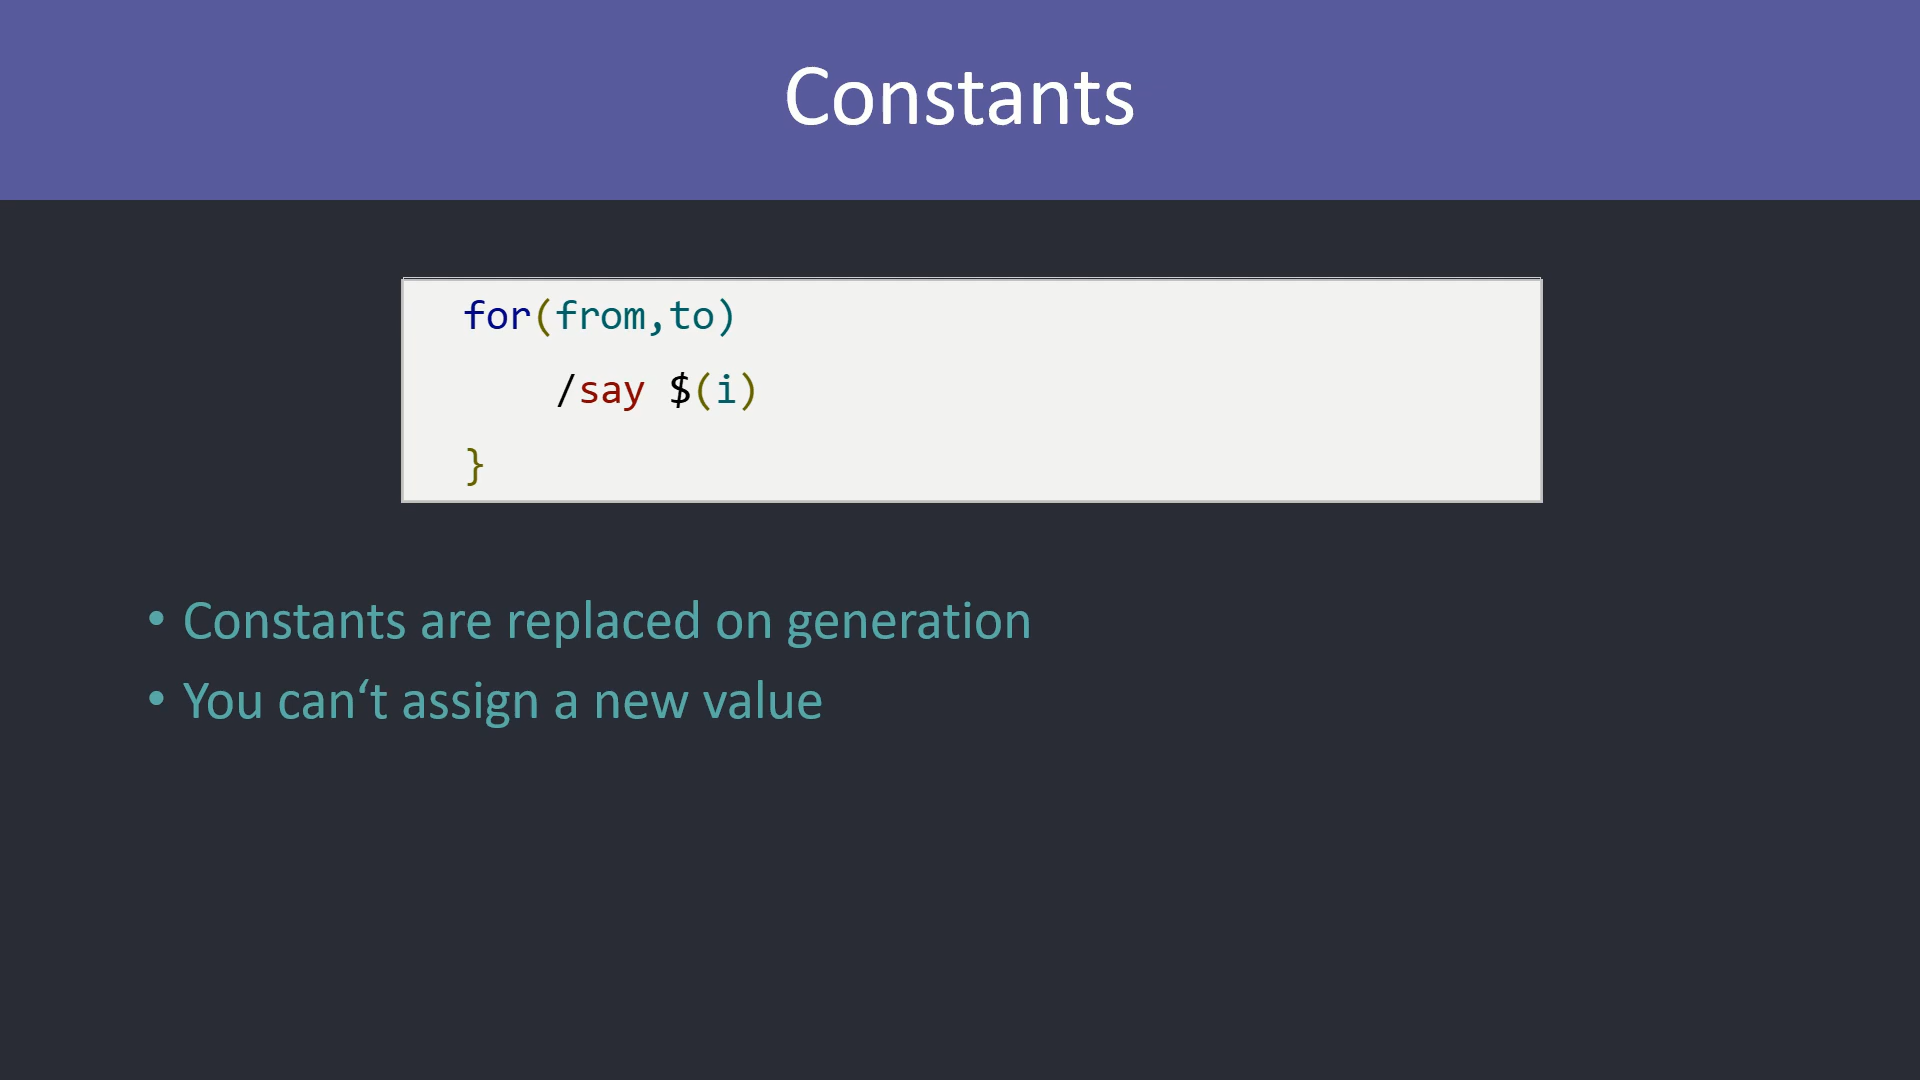 Constants
for(from,to)
/say $(i)
}
• Constants are replaced on generation
• You can‘t assign a new value